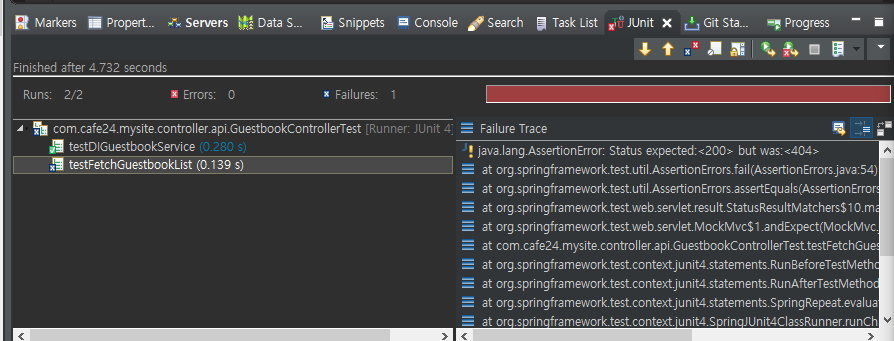 Markers Propert... Servers Data S... Snippets Console Search Task List JUnit Git Sta... Progress
Finished after 4.732 seconds
Runs: 2/2 Errors: 0 Failures: 1
com.cafe24.mysite.controller.api.GuestbookControllerTest [Runner: JUnit 4]
testDIGuestbookService (0.280 s)
testFetchGuestbookList (0.139 s)
Failure Trace
java.lang.AssertionError: Status expected:<200> but was:<404>
at org.springframework.test.util.AssertionErrors.fail(AssertionErrors.java:54)
at org.springframework.test.util.AssertionErrors.assertEquals(AssertionErrors
at org.springframework.test.web.servlet.result.StatusResultMatchers$10.ma
at org.springframework.test.web.servlet.MockMvc$1.andExpect(MockMvc.
at com.cafe24.mysite.controller.api.GuestbookControllerTest.testFetchGues
at org.springframework.test.context.junit4.statements.RunBeforeTestMetho
at org.springframework.test.context.junit4.statements.RunAfterTestMethod
at org.springframework.test.context.junit4.statements.SpringRepeat.evalua
at org.springframework.test.context.junit4.SpringJUnit4ClassRunner.runCh